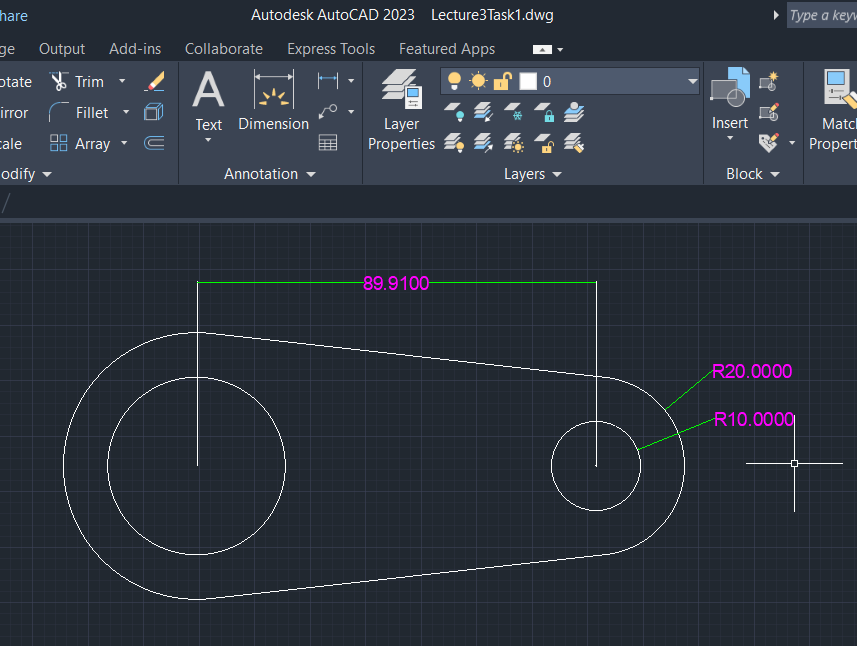 hare
Autodesk AutoCAD 2023 Lecture3Task1.dwg
Type a keyw
ge Output Add-ins Collaborate Express Tools Featured Apps
otate Trim
irror Fillet
cale Array
odify
Text
Dimension
Annotation
Layer
Properties
0
Layers
Insert
Block
Match
Propert
89.9100
R20.0000
R10.0000